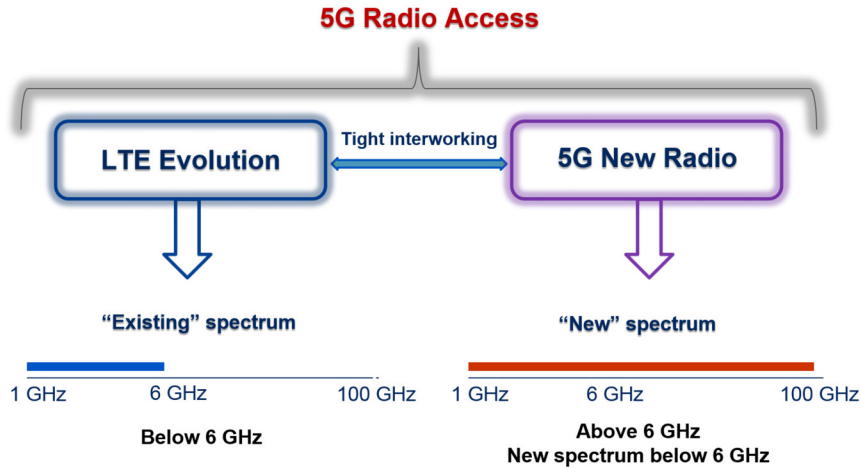 5G Radio Access
LTE Evolution
Tight interworking
5G New Radio
“Existing” spectrum
“New” spectrum
1 GHz
6 GHz
100 GHz
1 GHz
6 GHz
100 GHz
Below 6 GHz
Above 6 GHz
New spectrum below 6 GHz